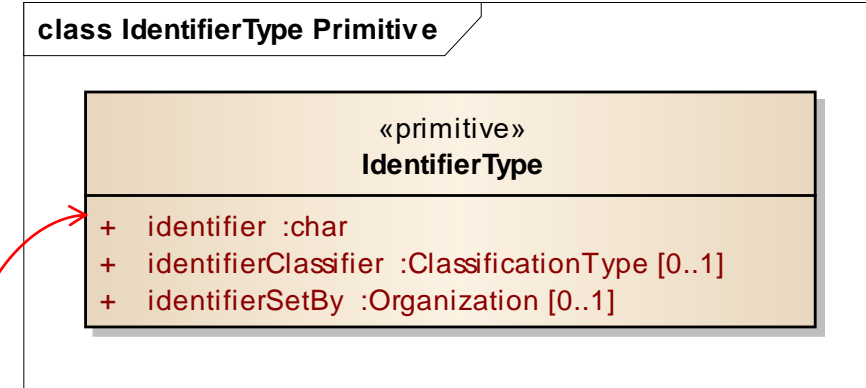 class IdentifierType Primitive
«primitive»
IdentifierType
+ identifier :char
+ identifierClassifier :ClassificationType [0..1]
+ identifierSetBy :Organization [0..1]